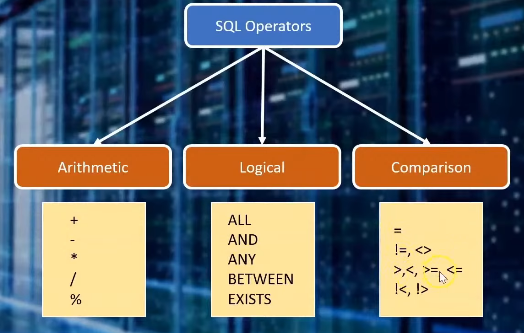 SQL Operators
Arithmetic
Logical
Comparison
+
-
*
/
%
ALL
AND
ANY
BETWEEN
EXISTS
=
!=, <>
>,<, >=, <=
!<, !>